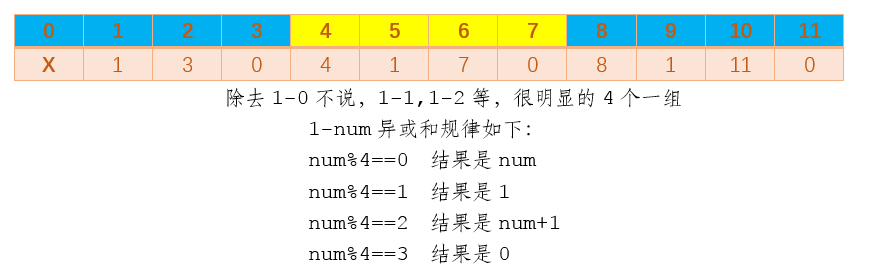 0 1 2 3 4 5 6 7 8 9 10 11
X 1 3 0 4 1 7 0 8 1 11 0
除去 1-0 不说，1-1,1-2 等，很明显的 4 个一组
1-num 异或和规律如下：
num%4==0 结果是 num
num%4==1 结果是 1
num%4==2 结果是 num+1
num%4==3 结果是 0